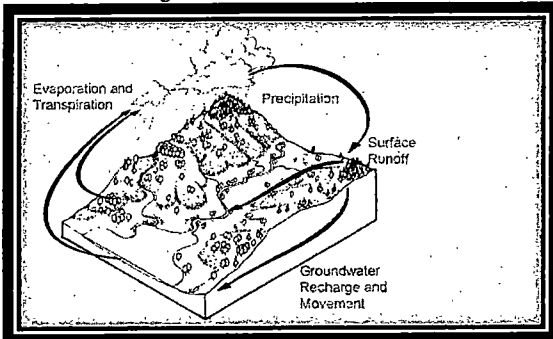 Evaporation and
Transpiration
Precipitation
Surface
Runoff
Groundwater
Recharge and
Movement